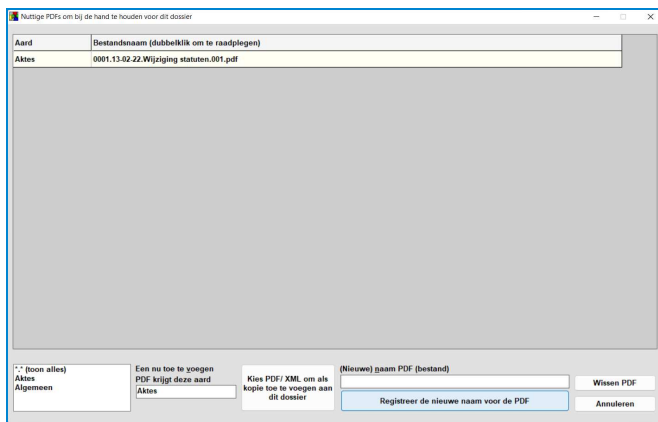 Nuttige PDFs om bij de hand te houden voor dit dossier
Aard Bestandsnaam (dubbelklik om te raadplegen)
Aktes 0001.13-02-22.Wijziging statuten.001.pdf
*.* (toon alles)
Aktes
Algemeen
Een nu toe te voegen
PDF krijgt deze aard
Aktes
Kies PDF/ XML om als
kopie toe te voegen aan
dit dossier
(Nieuwe) naam PDF (bestand)
Registreer de nieuwe naam voor de PDF
Wissen PDF
Annuleren